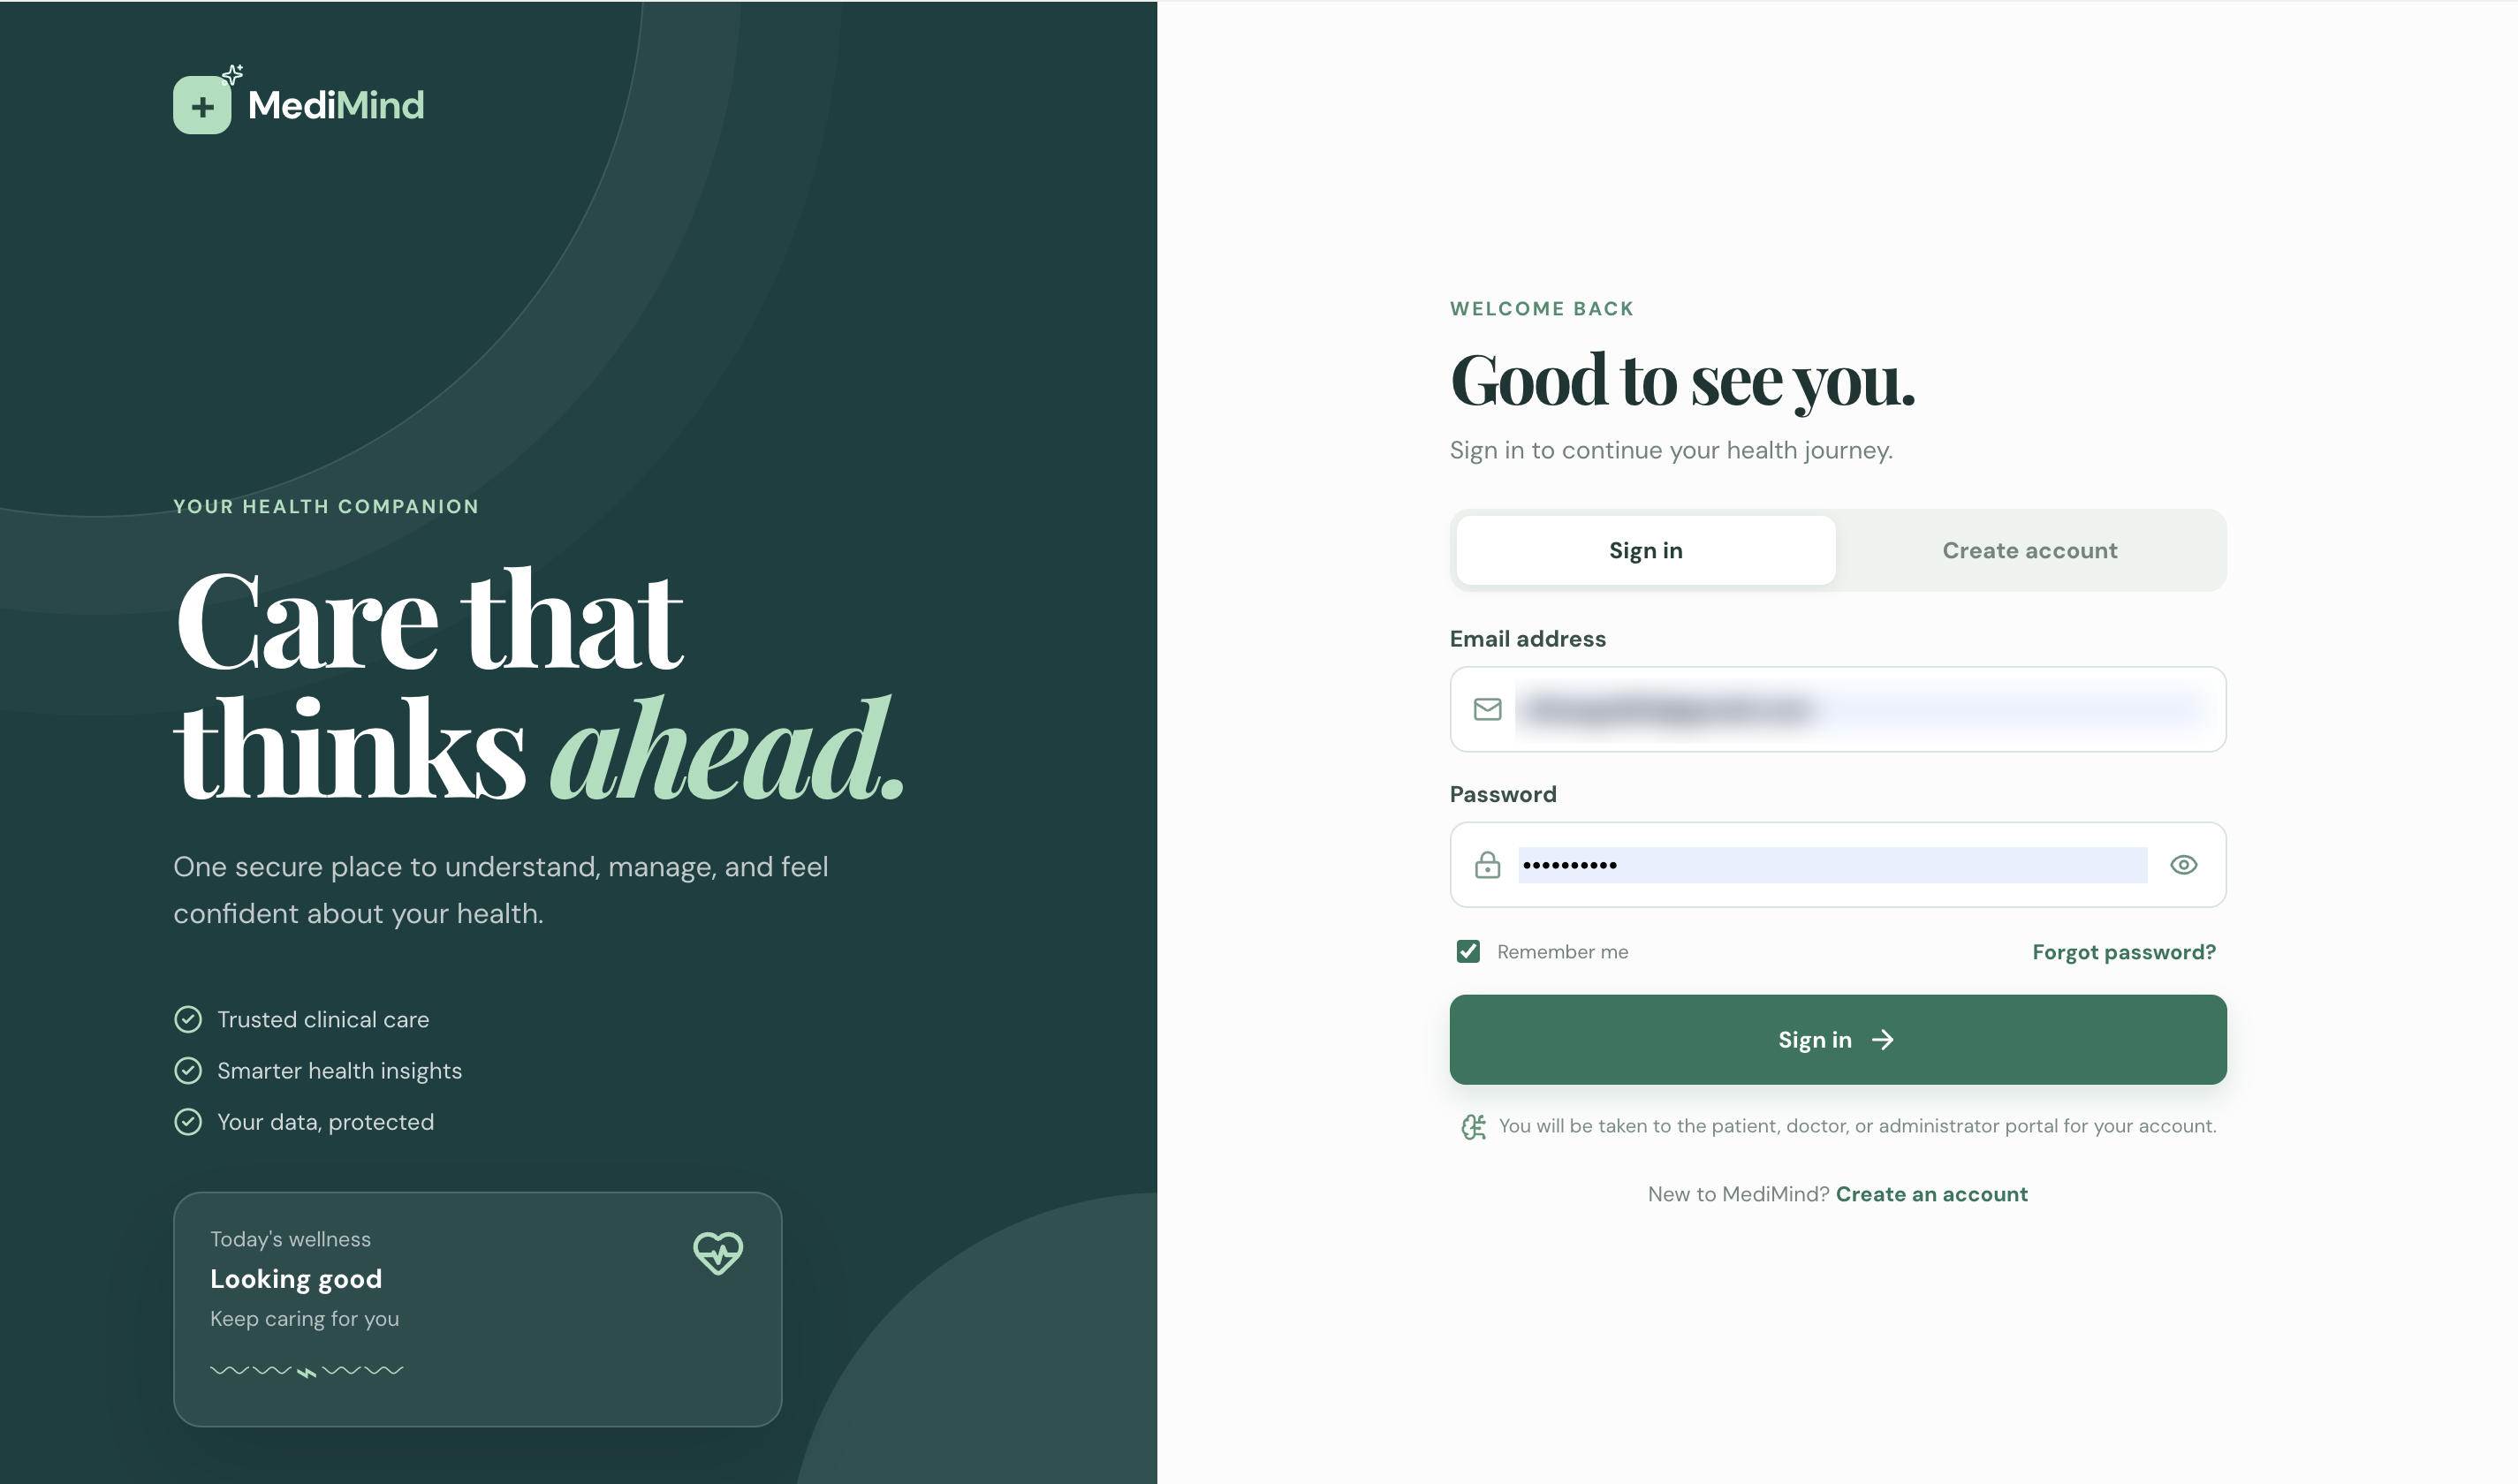 MediMind
YOUR HEALTH COMPANION
Care that
thinks ahead.
One secure place to understand, manage, and feel
confident about your health.
Trusted clinical care
Smarter health insights
Your data, protected
Today's wellness
Looking good
Keep caring for you
WELCOME BACK
Good to see you.
Sign in to continue your health journey.
Sign in
Create account
Email address
Password
••••••••••
Remember me
Forgot password?
Sign in
You will be taken to the patient, doctor, or administrator portal for your account.
New to MediMind? Create an account